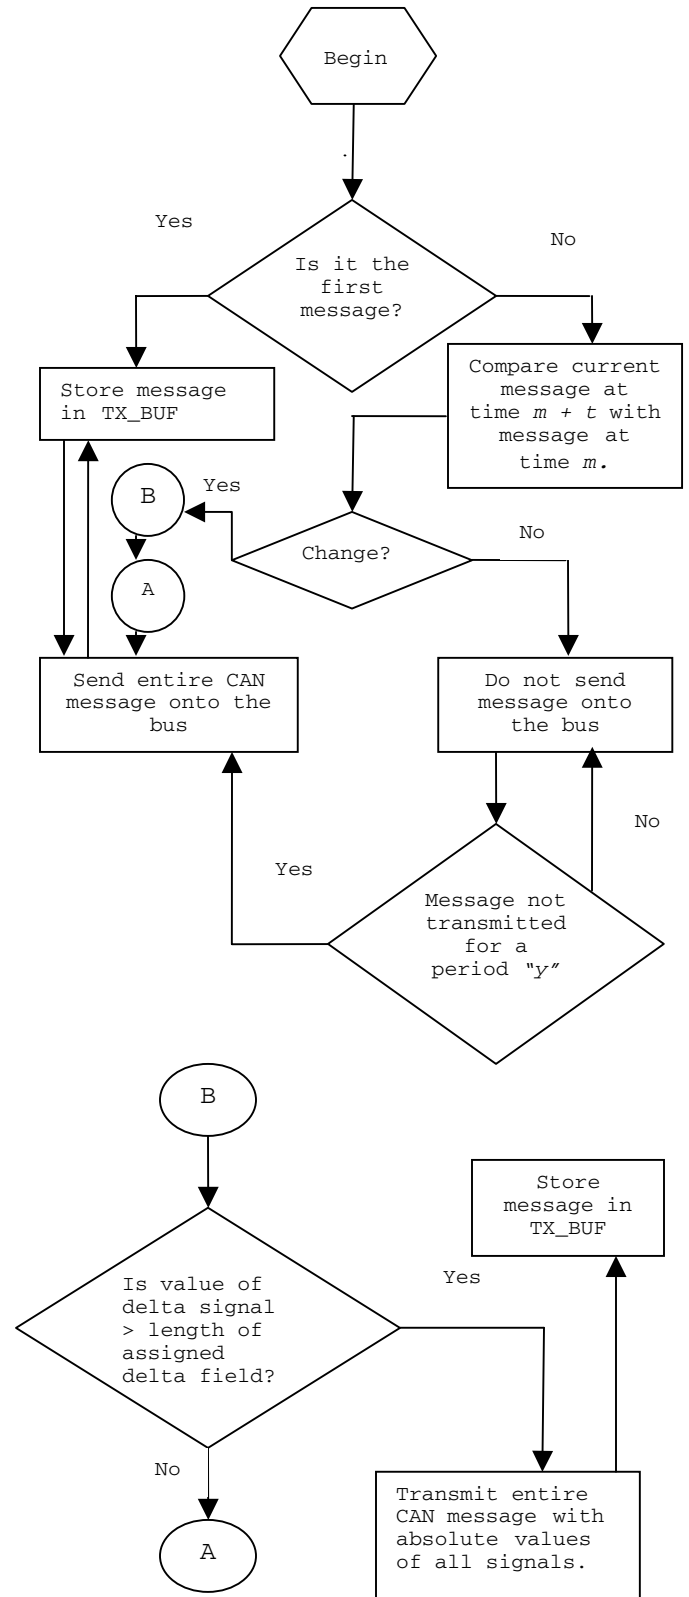 Begin
Yes
No
Is it the
first
message?
Store message
in TX_BUF
Compare current
message at
time m + t with
message at
time m.
B
Yes
Change?
No
A
Send entire CAN
message onto the
bus
Do not send
message onto
the bus
No
Yes
Message not
transmitted
for a
period “y”
B
Store
message in
TX_BUF
Is value of
delta signal
> length of
assigned
delta field?
Yes
No
Transmit entire
CAN message with
absolute values
of all signals.
A